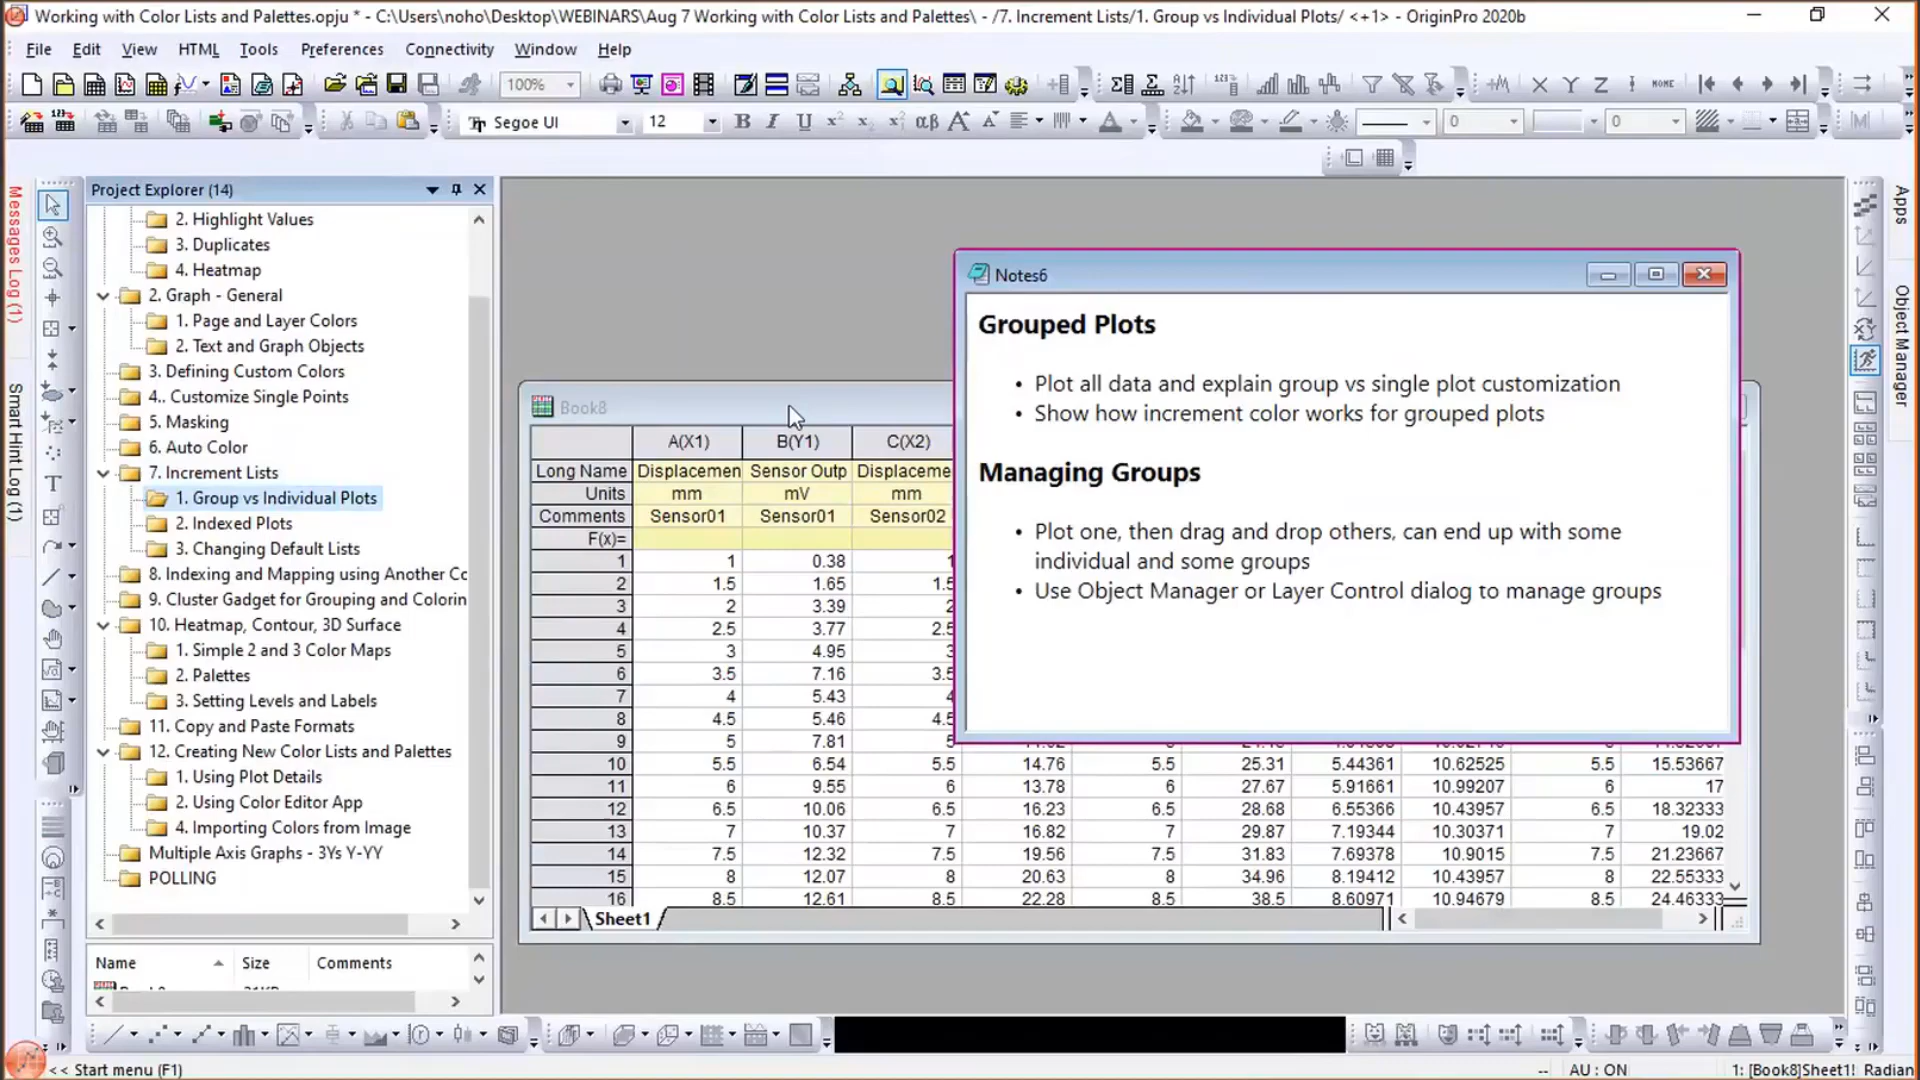 Working with Color Lists and Palettes.opju * - C:\Users\noho\Desktop\WEBINARS\Aug 7 Working with Color Lists and Palettes\ - /7. Increment Lists/1. Group vs Individual Plots/ <+1> - OriginPro 2020b
File Edit View HTML Tools Preferences Connectivity Window Help
100%
Segoe UI 12 B I U 0 0
Messages Log (1)
Smart Hint Log (1)
Project Explorer (14)
2. Highlight Values
3. Duplicates
4. Heatmap
2. Graph - General
1. Page and Layer Colors
2. Text and Graph Objects
3. Defining Custom Colors
4.. Customize Single Points
5. Masking
6. Auto Color
7. Increment Lists
1. Group vs Individual Plots
2. Indexed Plots
3. Changing Default Lists
8. Indexing and Mapping using Another Co
9. Cluster Gadget for Grouping and Colorin
10. Heatmap, Contour, 3D Surface
1. Simple 2 and 3 Color Maps
2. Palettes
3. Setting Levels and Labels
11. Copy and Paste Formats
12. Creating New Color Lists and Palettes
1. Using Plot Details
2. Using Color Editor App
4. Importing Colors from Image
Multiple Axis Graphs - 3Ys Y-YY
POLLING
Name Size Comments
Notes6
Grouped Plots
• Plot all data and explain group vs single plot customization
• Show how increment color works for grouped plots
Managing Groups
• Plot one, then drag and drop others, can end up with some
individual and some groups
• Use Object Manager or Layer Control dialog to manage groups
Book8
A(X1) B(Y1) C(X2)
Long Name Displacemen Sensor Outp Displaceme
Units mm mV mm
Comments Sensor01 Sensor01 Sensor02
F(x)=
1 1 0.38 1
2 1.5 1.65 1.5
3 2 3.39 2
4 2.5 3.77 2.5
5 3 4.95 3
6 3.5 7.16 3.5
7 4 5.43 4
8 4.5 5.46 4.5
9 5 7.81 5
10 5.5 6.54 5.5 14.76 5.5 25.31 5.44361 10.62525 5.5 15.53667
11 6 9.55 6 13.78 6 27.67 5.91661 10.99207 6 17
12 6.5 10.06 6.5 16.23 6.5 28.68 6.55366 10.43957 6.5 18.32333
13 7 10.37 7 16.82 7 29.87 7.19344 10.30371 7 19.02
14 7.5 12.32 7.5 19.56 7.5 31.83 7.69378 10.9015 7.5 21.23667
15 8 12.07 8 20.63 8 34.96 8.19412 10.43957 8 22.55333
16 8.5 12.61 8.5 22.28 8.5 38.5 8.60971 10.94679 8.5 24.46333
Sheet1
Apps
Object Manager
<< Start menu (F1) -- AU : ON 1: [Book8]Sheet1! Radian